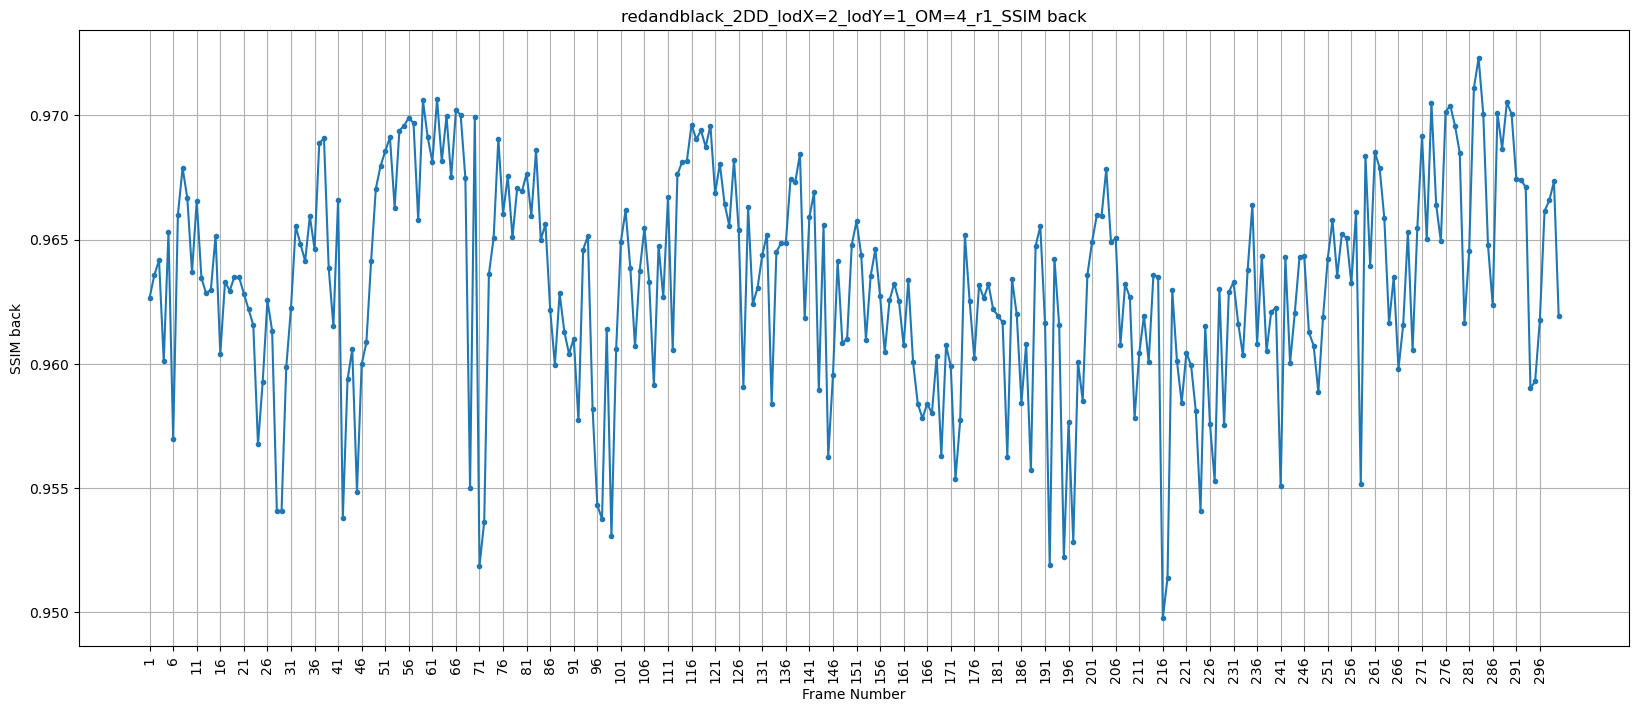 redandblack_2DD_lodX=2_lodY=1_OM=4_r1_SSIM back
SSIM back
0.970
0.965
0.960
0.955
0.950
1 6 11 16 21 26 31 36 41 46 51 56 61 66 71 76 81 86 91 96 101 106 111 116 121 126 131 136 141 146 151 156 161 166 171 176 181 186 191 196 201 206 211 216 221 226 231 236 241 246 251 256 261 266 271 276 281 286 291 296
Frame Number